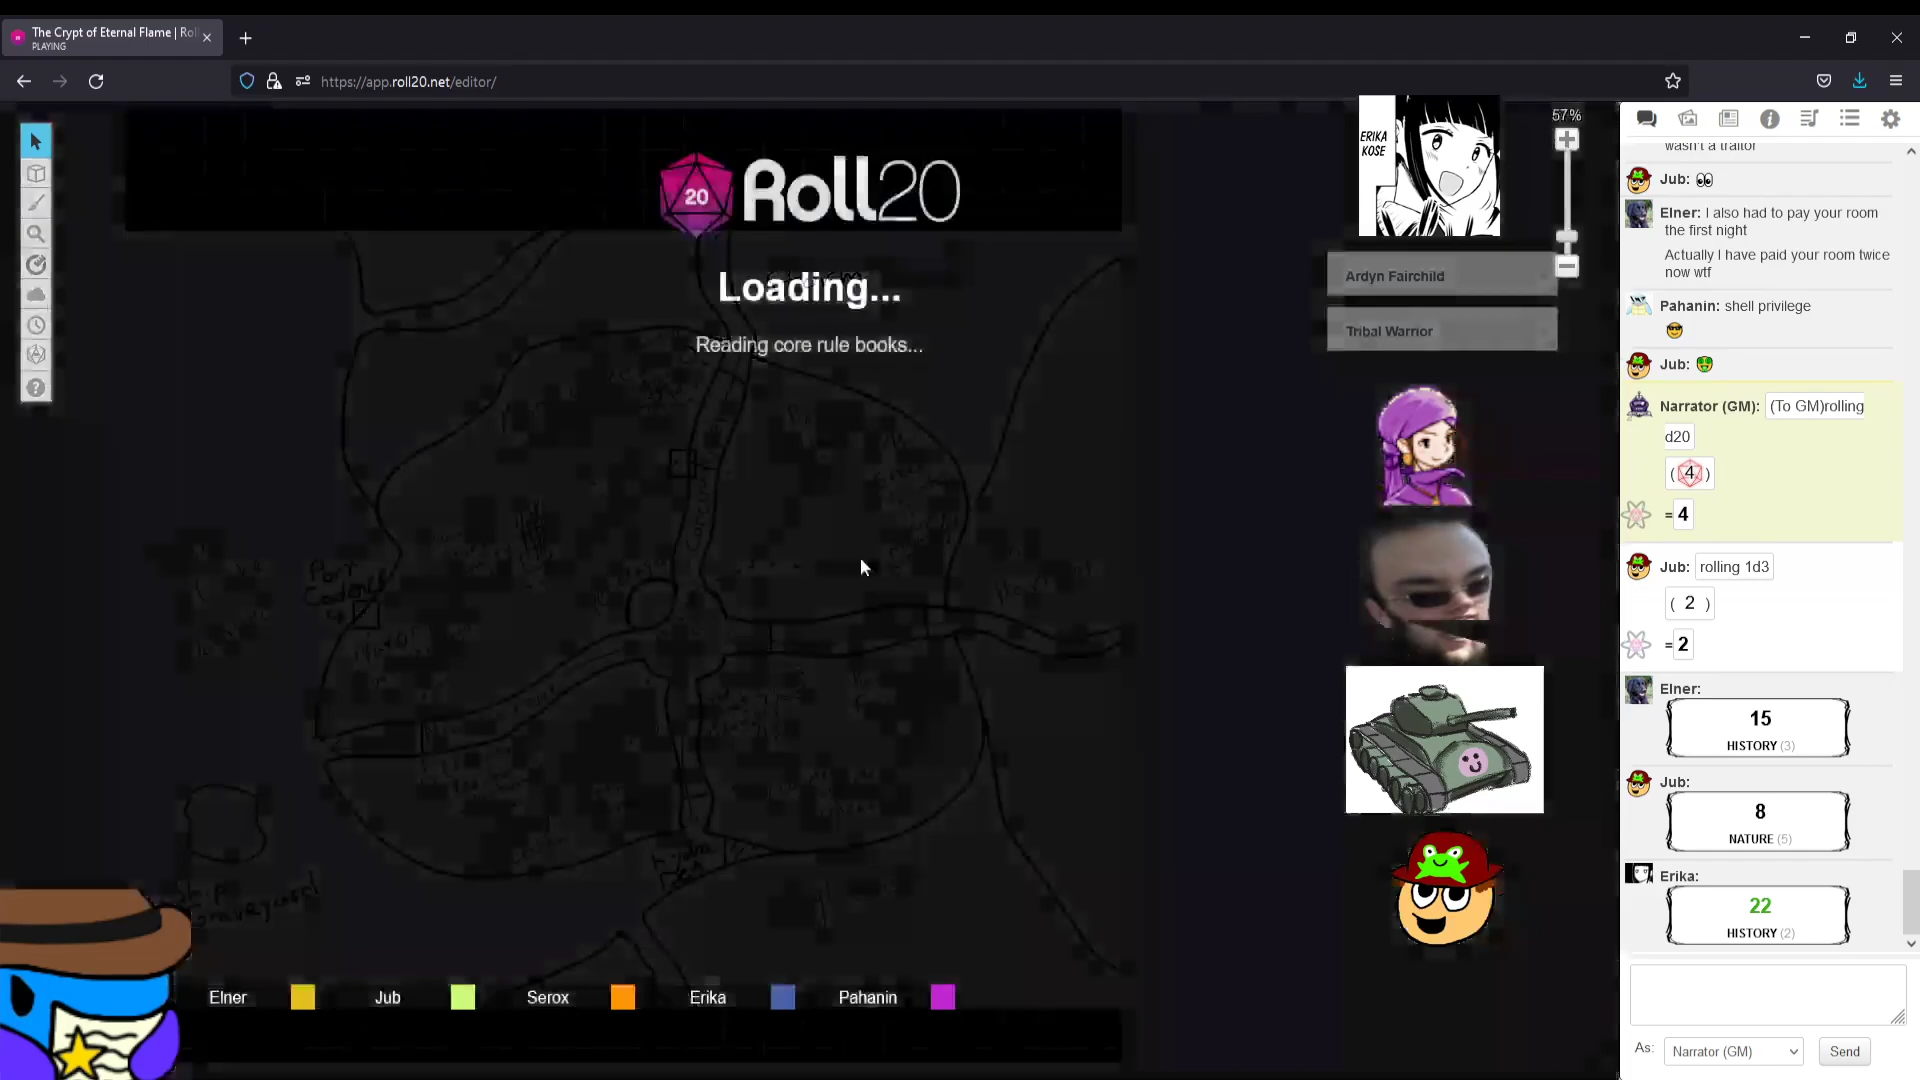 The Crypt of Eternal Flame | Rol
PLAYING
https://app.roll20.net/editor/
20
Roll20
Loading...
Reading core rule books...
ERIKA
KOSE
57%
Ardyn Fairchild
Tribal Warrior
Graveyard
Elner
Jub
Serox
Erika
Pahanin
wasn't a traitor
Jub: 👀
Elner: I also had to pay your room
the first night
Actually I have paid your room twice
now wtf
Pahanin: shell privilege
😎
Jub: 🤑
Narrator (GM): (To GM)rolling
d20
( 4 )
= 4
Jub: rolling 1d3
( 2 )
= 2
Elner:
15
HISTORY (3)
Jub:
8
NATURE (5)
Erika:
22
HISTORY (2)
As: Narrator (GM)
Send